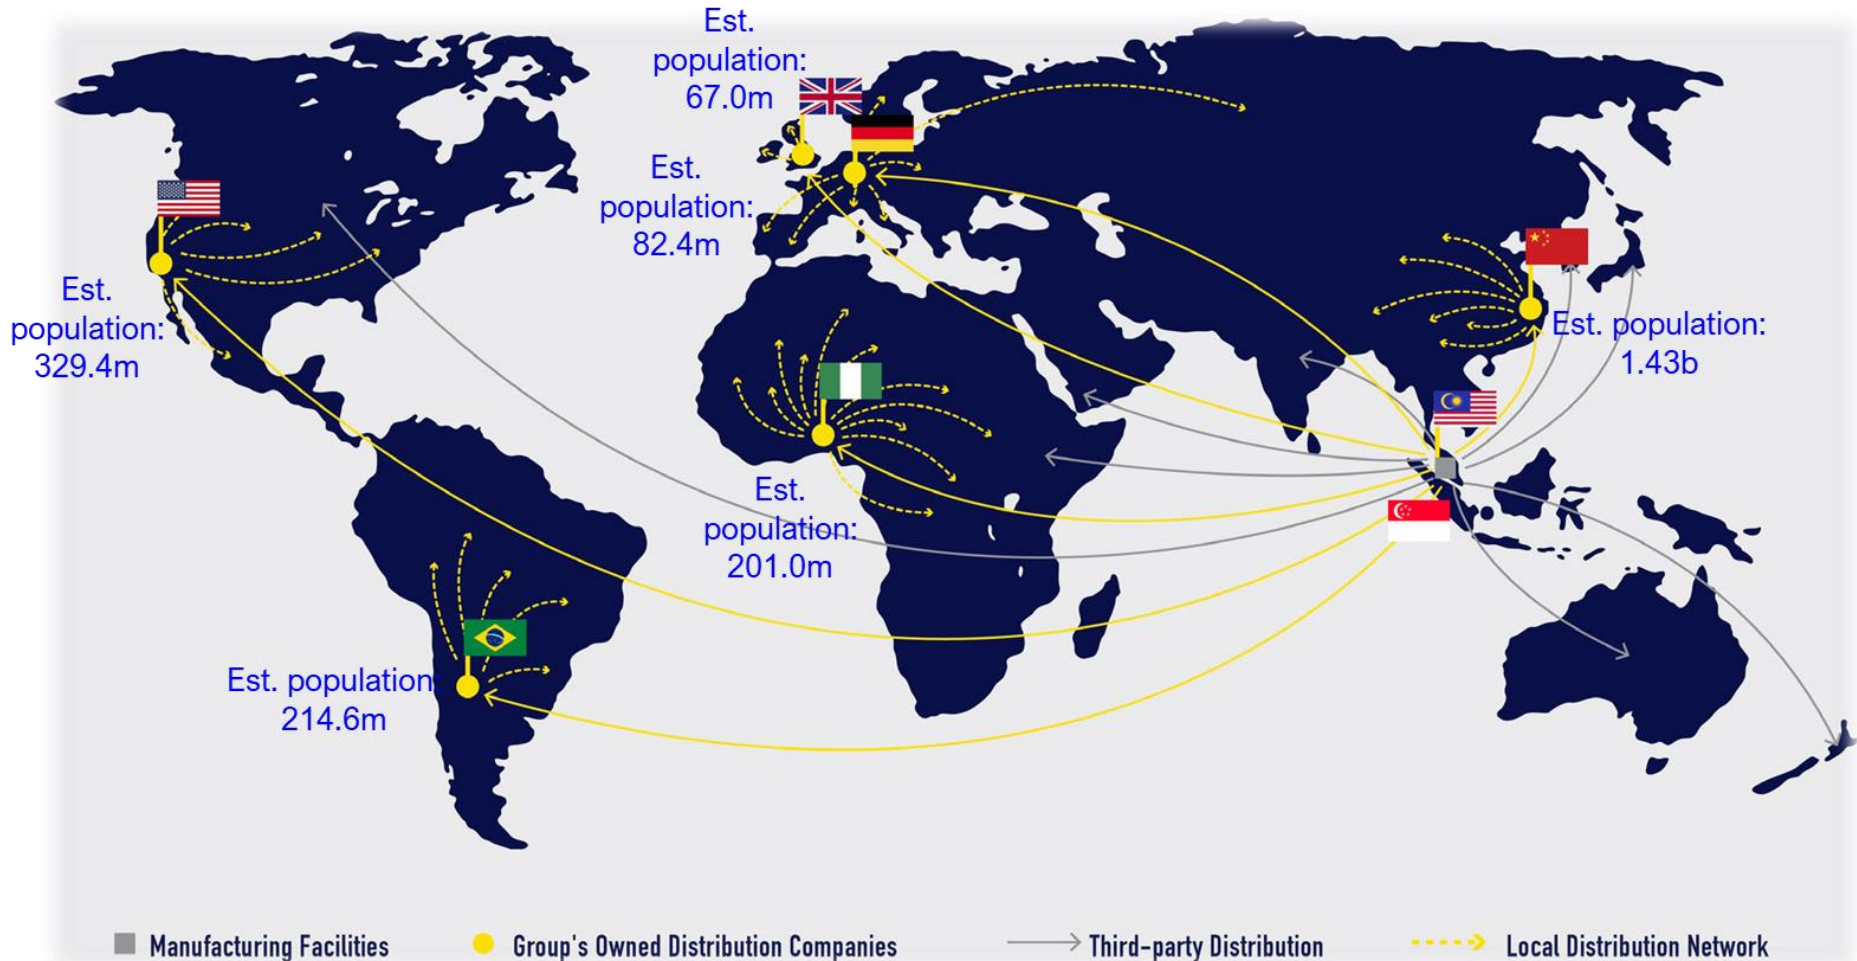 Est.
population:
67.0m
Est.
population:
82.4m
Est.
population:
329.4m
Est. population:
1.43b
Est.
population:
201.0m
Est. population:
214.6m
Manufacturing Facilities
Group's Owned Distribution Companies
Third-party Distribution
Local Distribution Network